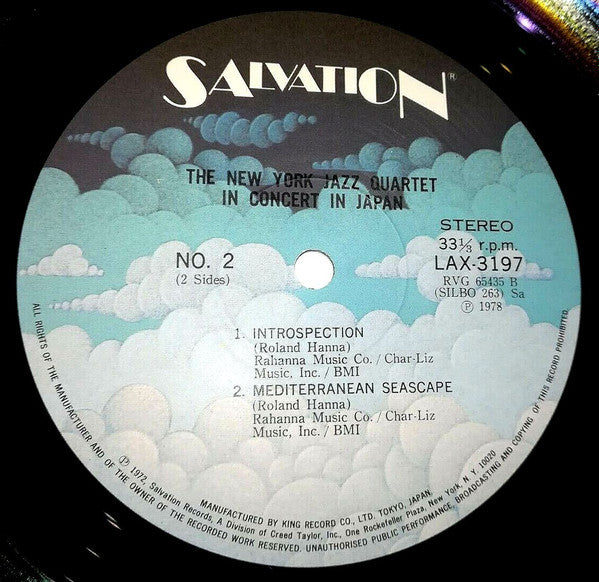 SALVATION®
THE NEW YORK JAZZ QUARTET
IN CONCERT IN JAPAN
STEREO
33⅓ r.p.m.
NO. 2
LAX-3197
(2 Sides)
RVG 65435 B
(SILBO 263) Sa
Ⓟ 1978
1. INTROSPECTION
(Roland Hanna)
Rahanna Music Co. / Char-Liz
Music, Inc. / BMI
2. MEDITERRANEAN SEASCAPE
(Roland Hanna)
Rahanna Music Co. / Char-Liz
Music, Inc. / BMI
Ⓟ 1972, Salvation Records, A Division of Creed Taylor, Inc., One Rockefeller Plaza, New York, N. Y. 10020
MANUFACTURED BY KING RECORD CO., LTD. TOKYO, JAPAN.
ALL RIGHTS OF THE MANUFACTURER AND OF THE OWNER OF THE RECORDED WORK RESERVED. UNAUTHORISED PUBLIC PERFORMANCE, BROADCASTING AND COPYING OF THIS RECORD PROHIBITED.